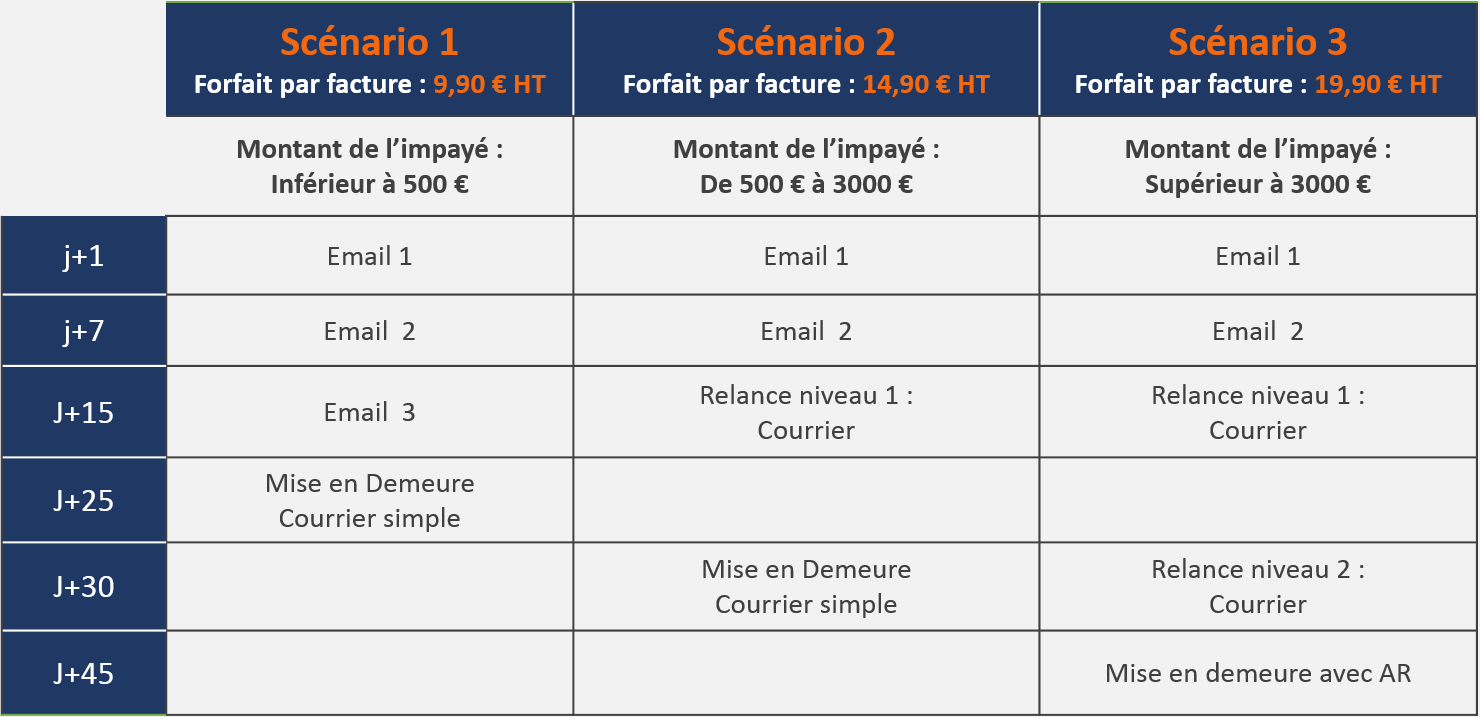 Scénario 1
Forfait par facture : 9,90 € HT
Scénario 2
Forfait par facture : 14,90 € HT
Scénario 3
Forfait par facture : 19,90 € HT
Montant de l’impayé :
Inférieur à 500 €
Montant de l’impayé :
De 500 € à 3000 €
Montant de l’impayé :
Supérieur à 3000 €
j+1
Email 1
Email 1
Email 1
j+7
Email  2
Email  2
Email  2
J+15
Email  3
Relance niveau 1 :
Courrier
Relance niveau 1 :
Courrier
J+25
Mise en Demeure
Courrier simple
J+30
Mise en Demeure
Courrier simple
Relance niveau 2 :
Courrier
J+45
Mise en demeure avec AR